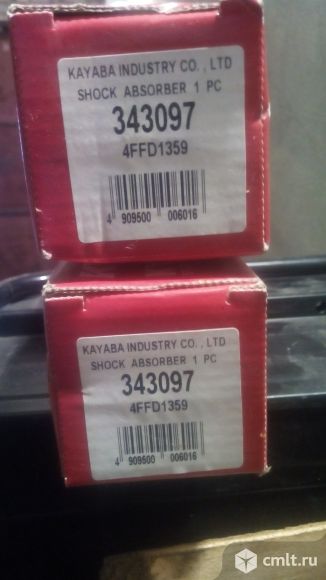 KAYABA INDUSTRY CO., LTD
SHOCK ABSORBER 1 PC
343097
4FFD1359
4 909500 006016
KAYABA INDUSTRY CO., LTD
SHOCK ABSORBER 1 PC
343097
4FFD1359
4 909500 006016
cmlt.ru